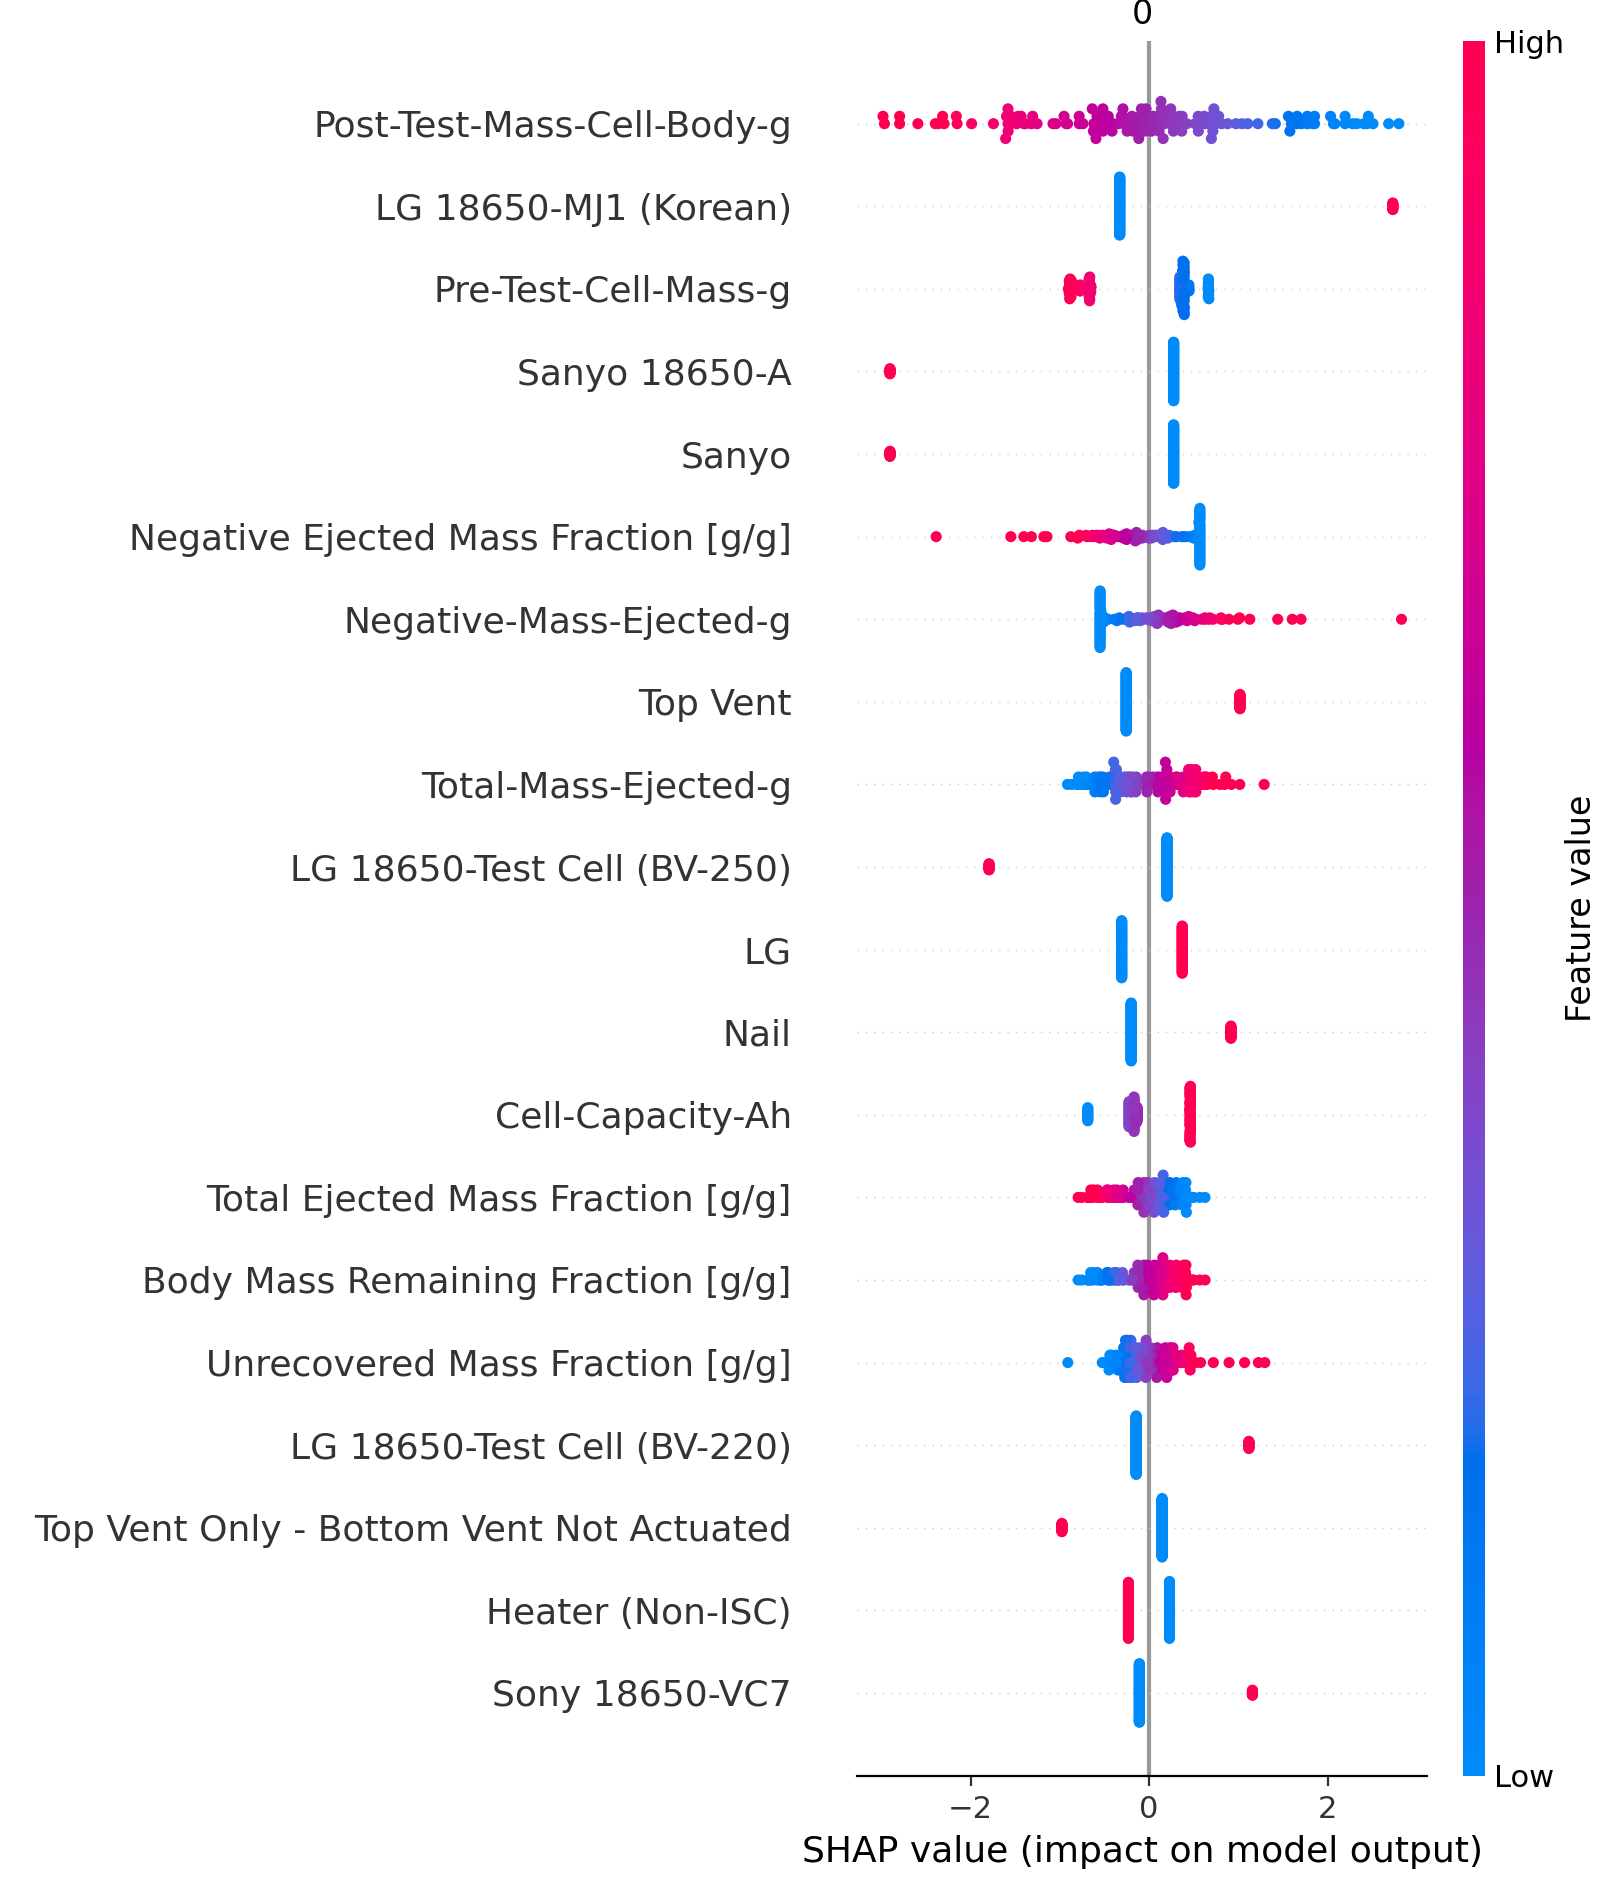 0
High
Post-Test-Mass-Cell-Body-g
LG 18650-MJ1 (Korean)
Pre-Test-Cell-Mass-g
Sanyo 18650-A
Sanyo
Negative Ejected Mass Fraction [g/g]
Negative-Mass-Ejected-g
Top Vent
Total-Mass-Ejected-g
LG 18650-Test Cell (BV-250)
LG
Nail
Cell-Capacity-Ah
Total Ejected Mass Fraction [g/g]
Body Mass Remaining Fraction [g/g]
Unrecovered Mass Fraction [g/g]
LG 18650-Test Cell (BV-220)
Top Vent Only - Bottom Vent Not Actuated
Heater (Non-ISC)
Sony 18650-VC7
Feature value
Low
−2 0 2
SHAP value (impact on model output)